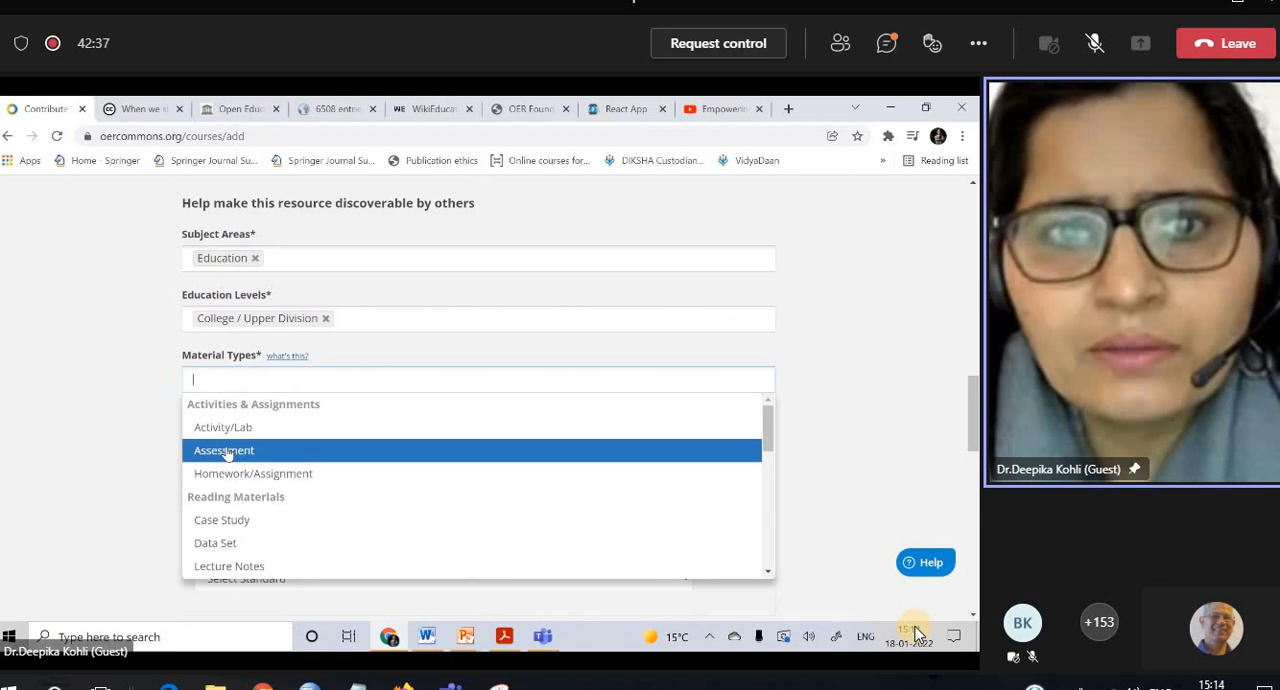 42:37
Request control
Leave
Contribute
When we s
Open Educ
6508 entrie
WE WikiEducat
OER Found
React App
Empowerin
oercommons.org/courses/add
Apps
Home - Springer
Springer Journal Su...
Springer Journal Su...
Publication ethics
Online courses for...
DIKSHA Custodian...
VidyaDaan
»
Reading list
Help make this resource discoverable by others
Subject Areas*
Education ×
Education Levels*
College / Upper Division ×
Material Types* what's this?
Activities & Assignments
Activity/Lab
Assessment
Homework/Assignment
Reading Materials
Case Study
Data Set
Lecture Notes
Select Standard
Help
Dr.Deepika Kohli (Guest)
BK
+153
Type here to search
15°C
ENG
18-01-2022
Dr.Deepika Kohli (Guest)
15:14